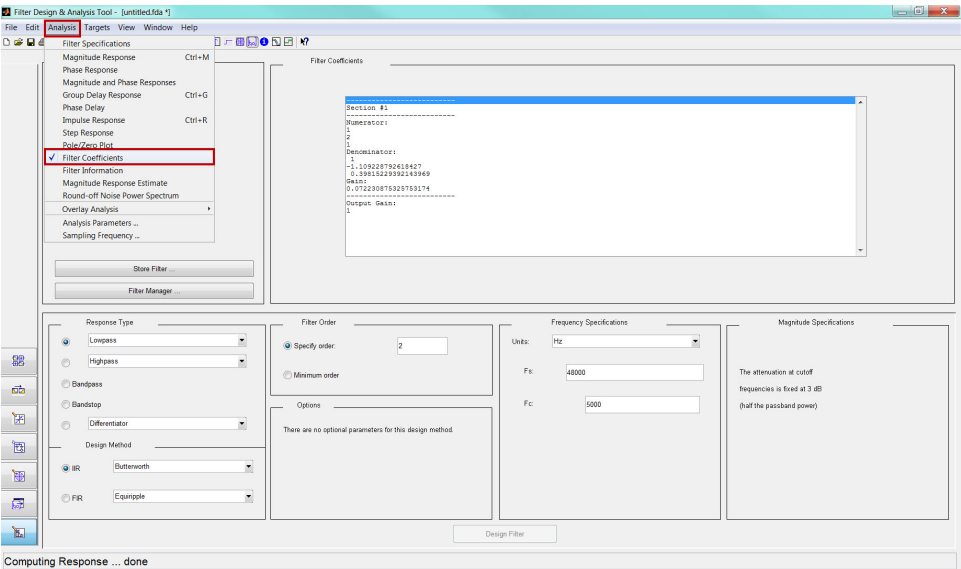 Filter Design & Analysis Tool - [untitled.fda *]
File Edit Analysis Targets View Window Help
Filter Specifications
Magnitude Response Ctrl+M
Phase Response
Magnitude and Phase Responses
Group Delay Response Ctrl+G
Phase Delay
Impulse Response Ctrl+R
Step Response
Pole/Zero Plot
✓ Filter Coefficients
Filter Information
Magnitude Response Estimate
Round-off Noise Power Spectrum
Overlay Analysis
Analysis Parameters ...
Sampling Frequency ...
Store Filter ...
Filter Manager ...
Filter Coefficients
--------------------------
Section #1
--------------------------
Numerator:
1
2
1
Denominator:
1
-1.109228792618427
0.39815229392143969
Gain:
0.072230875325753174
--------------------------
Output Gain:
1
Response Type
Lowpass
Highpass
Bandpass
Bandstop
Differentiator
Design Method
IIR Butterworth
FIR Equiripple
Filter Order
Specify order: 2
Minimum order
Options
There are no optional parameters for this design method.
Frequency Specifications
Units: Hz
Fs: 48000
Fc: 5000
Magnitude Specifications
The attenuation at cutoff
frequencies is fixed at 3 dB
(half the passband power)
Design Filter
Computing Response ... done